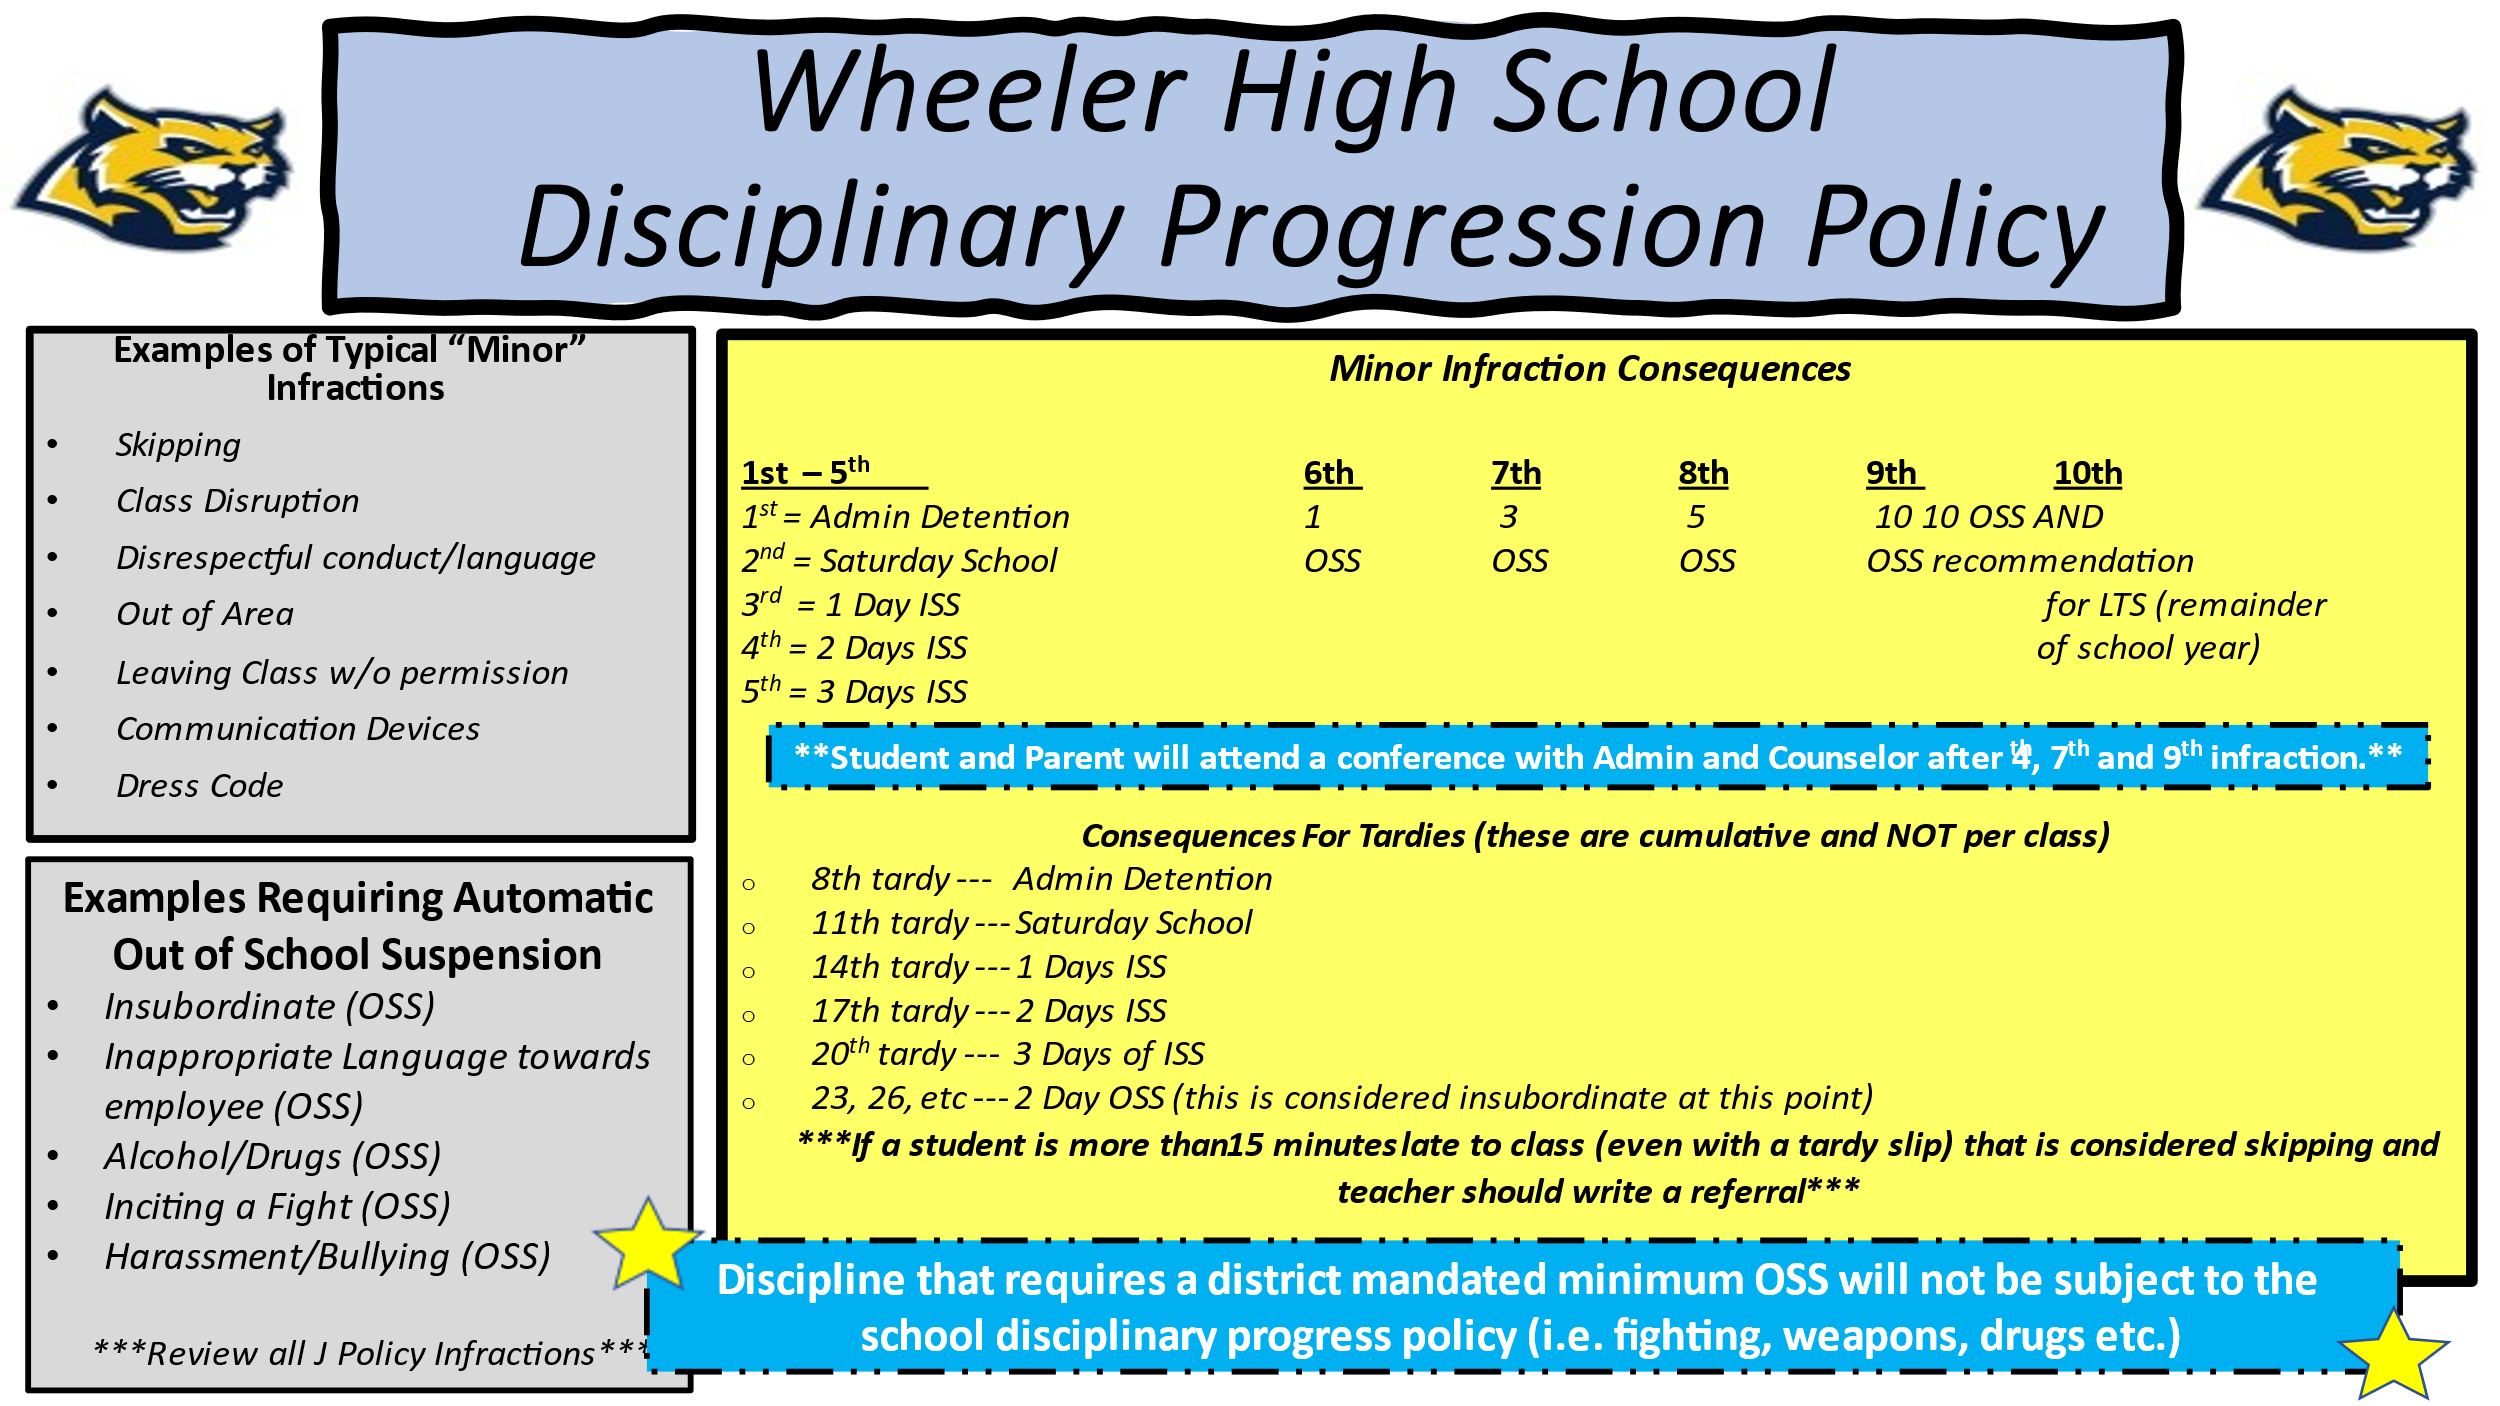 Wheeler High School
Disciplinary Progression Policy
Examples of Typical “Minor”
Infractions
• Skipping
• Class Disruption
• Disrespectful conduct/language
• Out of Area
• Leaving Class w/o permission
• Communication Devices
• Dress Code
Examples Requiring Automatic
Out of School Suspension
• Insubordinate (OSS)
• Inappropriate Language towards
employee (OSS)
• Alcohol/Drugs (OSS)
• Inciting a Fight (OSS)
• Harassment/Bullying (OSS)
***Review all J Policy Infractions***
Minor Infraction Consequences
1st – 5th 6th 7th 8th 9th 10th
1st = Admin Detention 1 3 5 10 10 OSS AND
2nd = Saturday School OSS OSS OSS OSS recommendation
3rd = 1 Day ISS for LTS (remainder
4th = 2 Days ISS of school year)
5th = 3 Days ISS
**Student and Parent will attend a conference with Admin and Counselor after 4th, 7th and 9th infraction.**
Consequences For Tardies (these are cumulative and NOT per class)
o 8th tardy --- Admin Detention
o 11th tardy --- Saturday School
o 14th tardy --- 1 Days ISS
o 17th tardy --- 2 Days ISS
o 20th tardy --- 3 Days of ISS
o 23, 26, etc --- 2 Day OSS (this is considered insubordinate at this point)
***If a student is more than 15 minutes late to class (even with a tardy slip) that is considered skipping and
teacher should write a referral***
Discipline that requires a district mandated minimum OSS will not be subject to the
school disciplinary progress policy (i.e. fighting, weapons, drugs etc.)